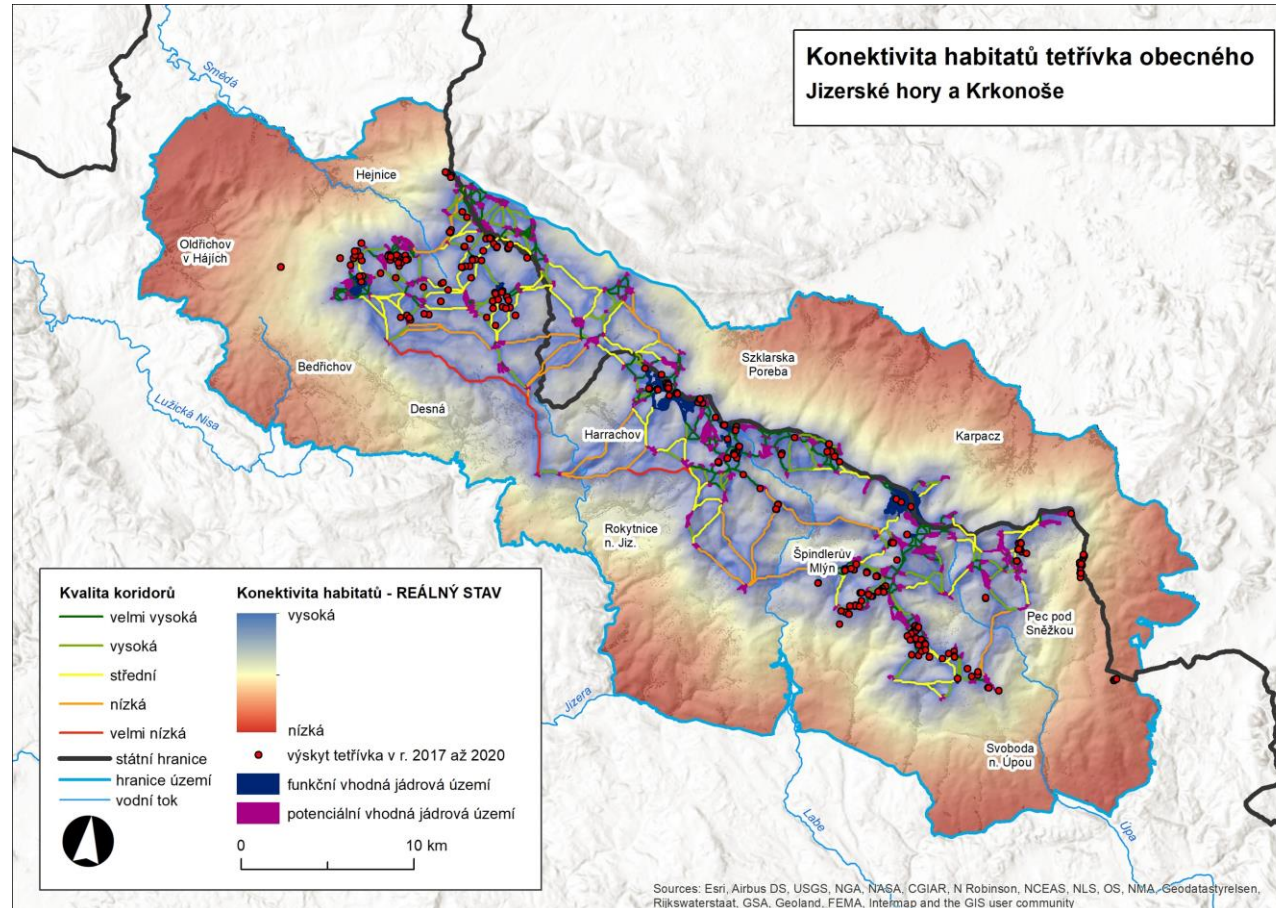 Konektivita habitatů tetřívka obecného
Jizerské hory a Krkonoše
Smědá
Hejnice
Oldřichov
v Hájích
Bedřichov
Lužická Nisa
Desná
Harrachov
Szklarska
Poreba
Karpacz
Rokytnice
n. Jiz.
Špindlerův
Mlýn
Pec pod
Sněžkou
Svoboda
n. Úpou
Jizera
Labe
Úpa
Kvalita koridorů
velmi vysoká
vysoká
střední
nízká
velmi nízká
státní hranice
hranice území
vodní tok
Konektivita habitatů - REÁLNÝ STAV
vysoká
nízká
výskyt tetřívka v r. 2017 až 2020
funkční vhodná jádrová území
potenciální vhodná jádrová území
0 10 km
Sources: Esri, Airbus DS, USGS, NGA, NASA, CGIAR, N Robinson, NCEAS, NLS, OS, NMA, Geodatastyrelsen,
Rijkswaterstaat, GSA, Geoland, FEMA, Intermap and the GIS user community